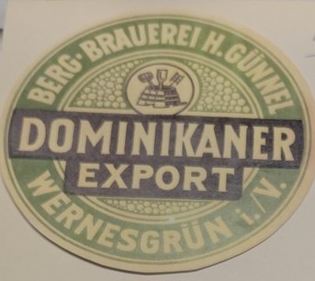 BERG-BRAUEREI H. GÜNNEL
DOMINIKANER
EXPORT
WERNESGRÜN i./V.